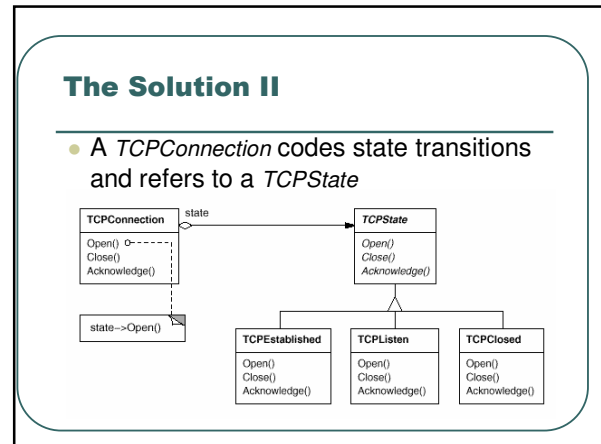 The Solution II
A TCPConnection codes state transitions
and refers to a TCPState
state
TCPConnection
Open()
Close()
Acknowledge()
state->Open()
TCPState
Open()
Close()
Acknowledge()
TCPEstablished
Open()
Close()
Acknowledge()
TCPListen
Open()
Close()
Acknowledge()
TCPClosed
Open()
Close()
Acknowledge()